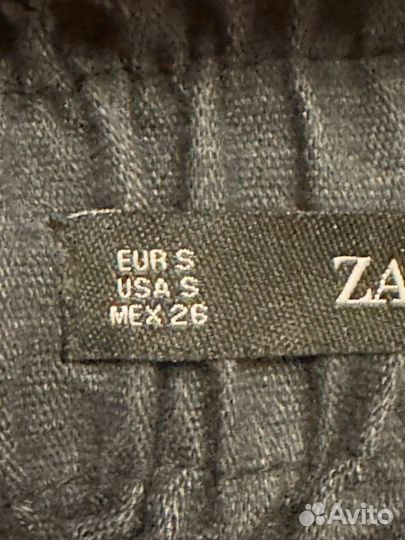 EUR S
USA S
MEX 26
ZA
Avito